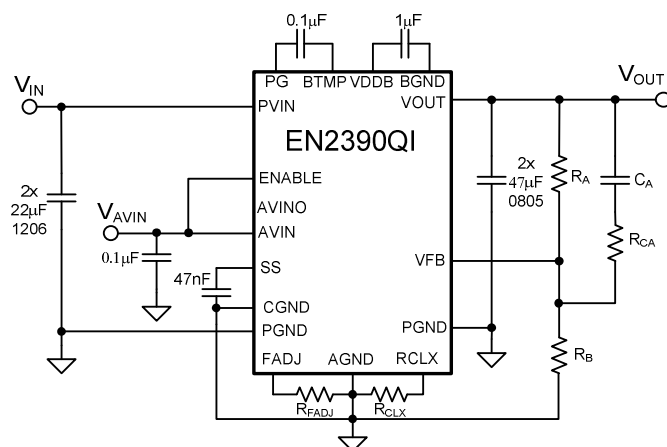 0.1µF
1µF
PG
BTMP
VDDB
BGND
VIN
VOUT
PVIN
VOUT
EN2390QI
2x
22µF
1206
ENABLE
AVINO
VAVIN
AVIN
0.1µF
47nF
SS
CGND
PGND
2x
47µF
0805
RA
CA
RCA
VFB
PGND
RB
FADJ
AGND
RCLX
RFADJ
RCLX